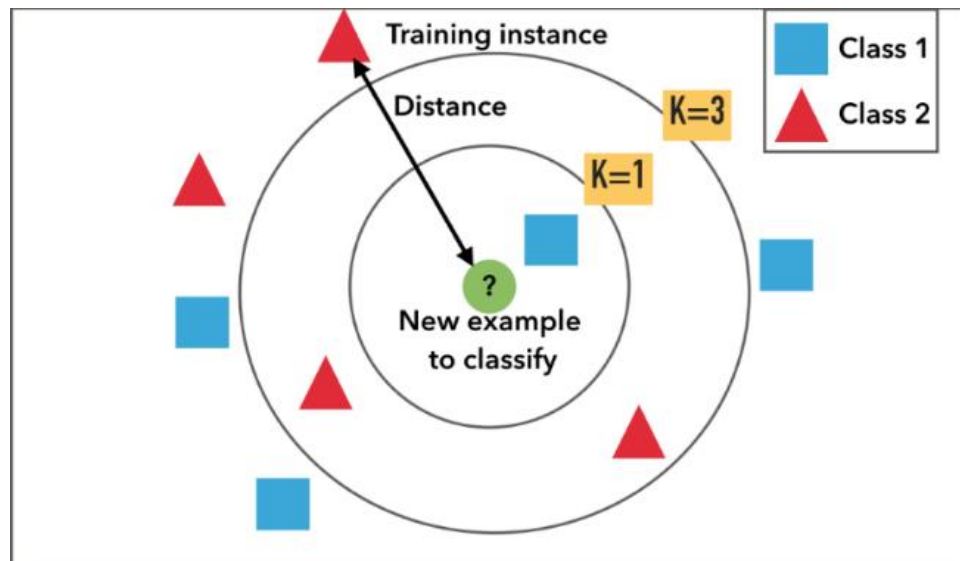 Training instance
Distance
K=3
K=1
Class 1
Class 2
?
New example
to classify